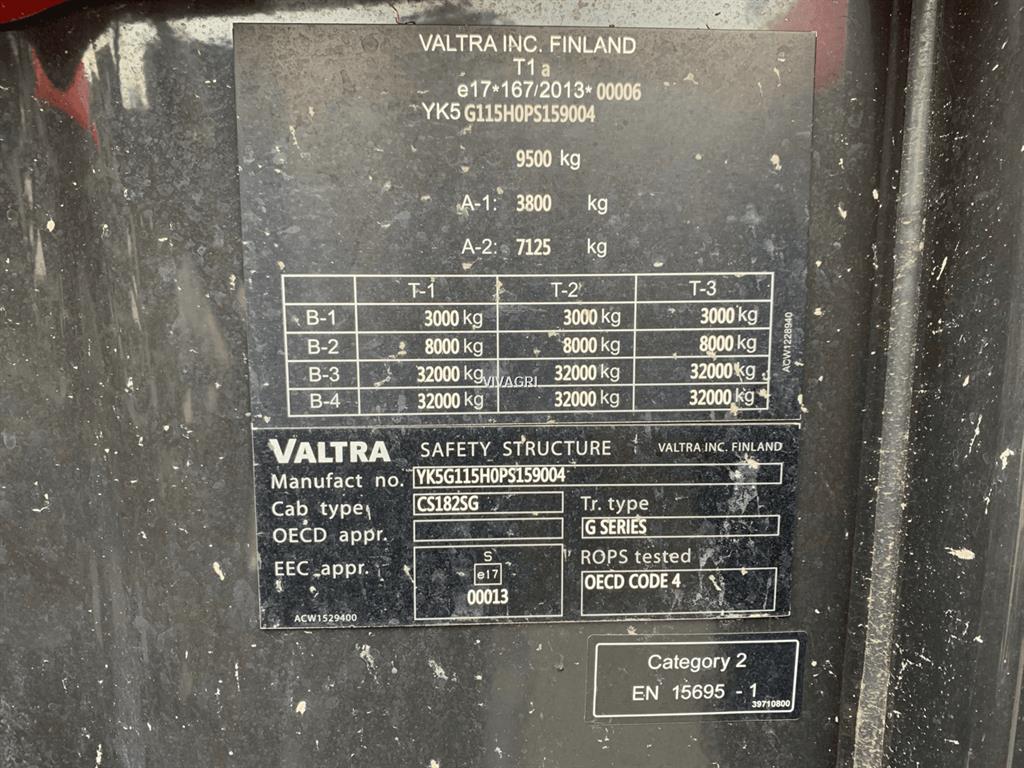 VALTRA INC. FINLAND
T1 a
e17*167/2013* 00006
YK5 G115H0PS159004
9500 kg
A-1: 3800 kg
A-2: 7125 kg
T-1 T-2 T-3
B-1 3000 kg 3000 kg 3000 kg
B-2 8000 kg 8000 kg 8000 kg
B-3 32000 kg 32000 kg 32000 kg
B-4 32000 kg 32000 kg 32000 kg
ACW1228940
VIVAGRI
VALTRA SAFETY STRUCTURE VALTRA INC. FINLAND
Manufact no. YK5G115H0PS159004
Cab type CS182SG Tr. type
OECD appr. G SERIES
EEC appr. S ROPS tested
e17 OECD CODE 4
00013
ACW1529400
Category 2
EN 15695 - 1
39710800